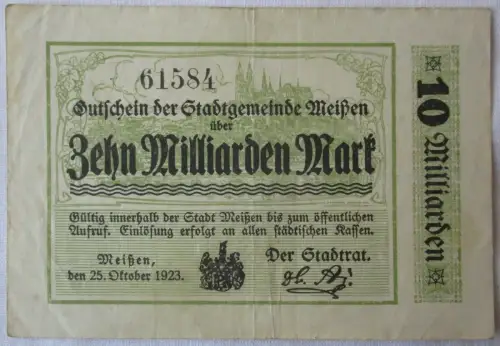 61584
Gutschein der Stadtgemeinde Meißen
über
Zehn Milliarden Mark
Gültig innerhalb der Stadt Meißen bis zum öffentlichen
Aufruf. Einlösung erfolgt an allen städtischen Kassen.
Meißen,
den 25. Oktober 1923.
Der Stadtrat.
10 Milliarden